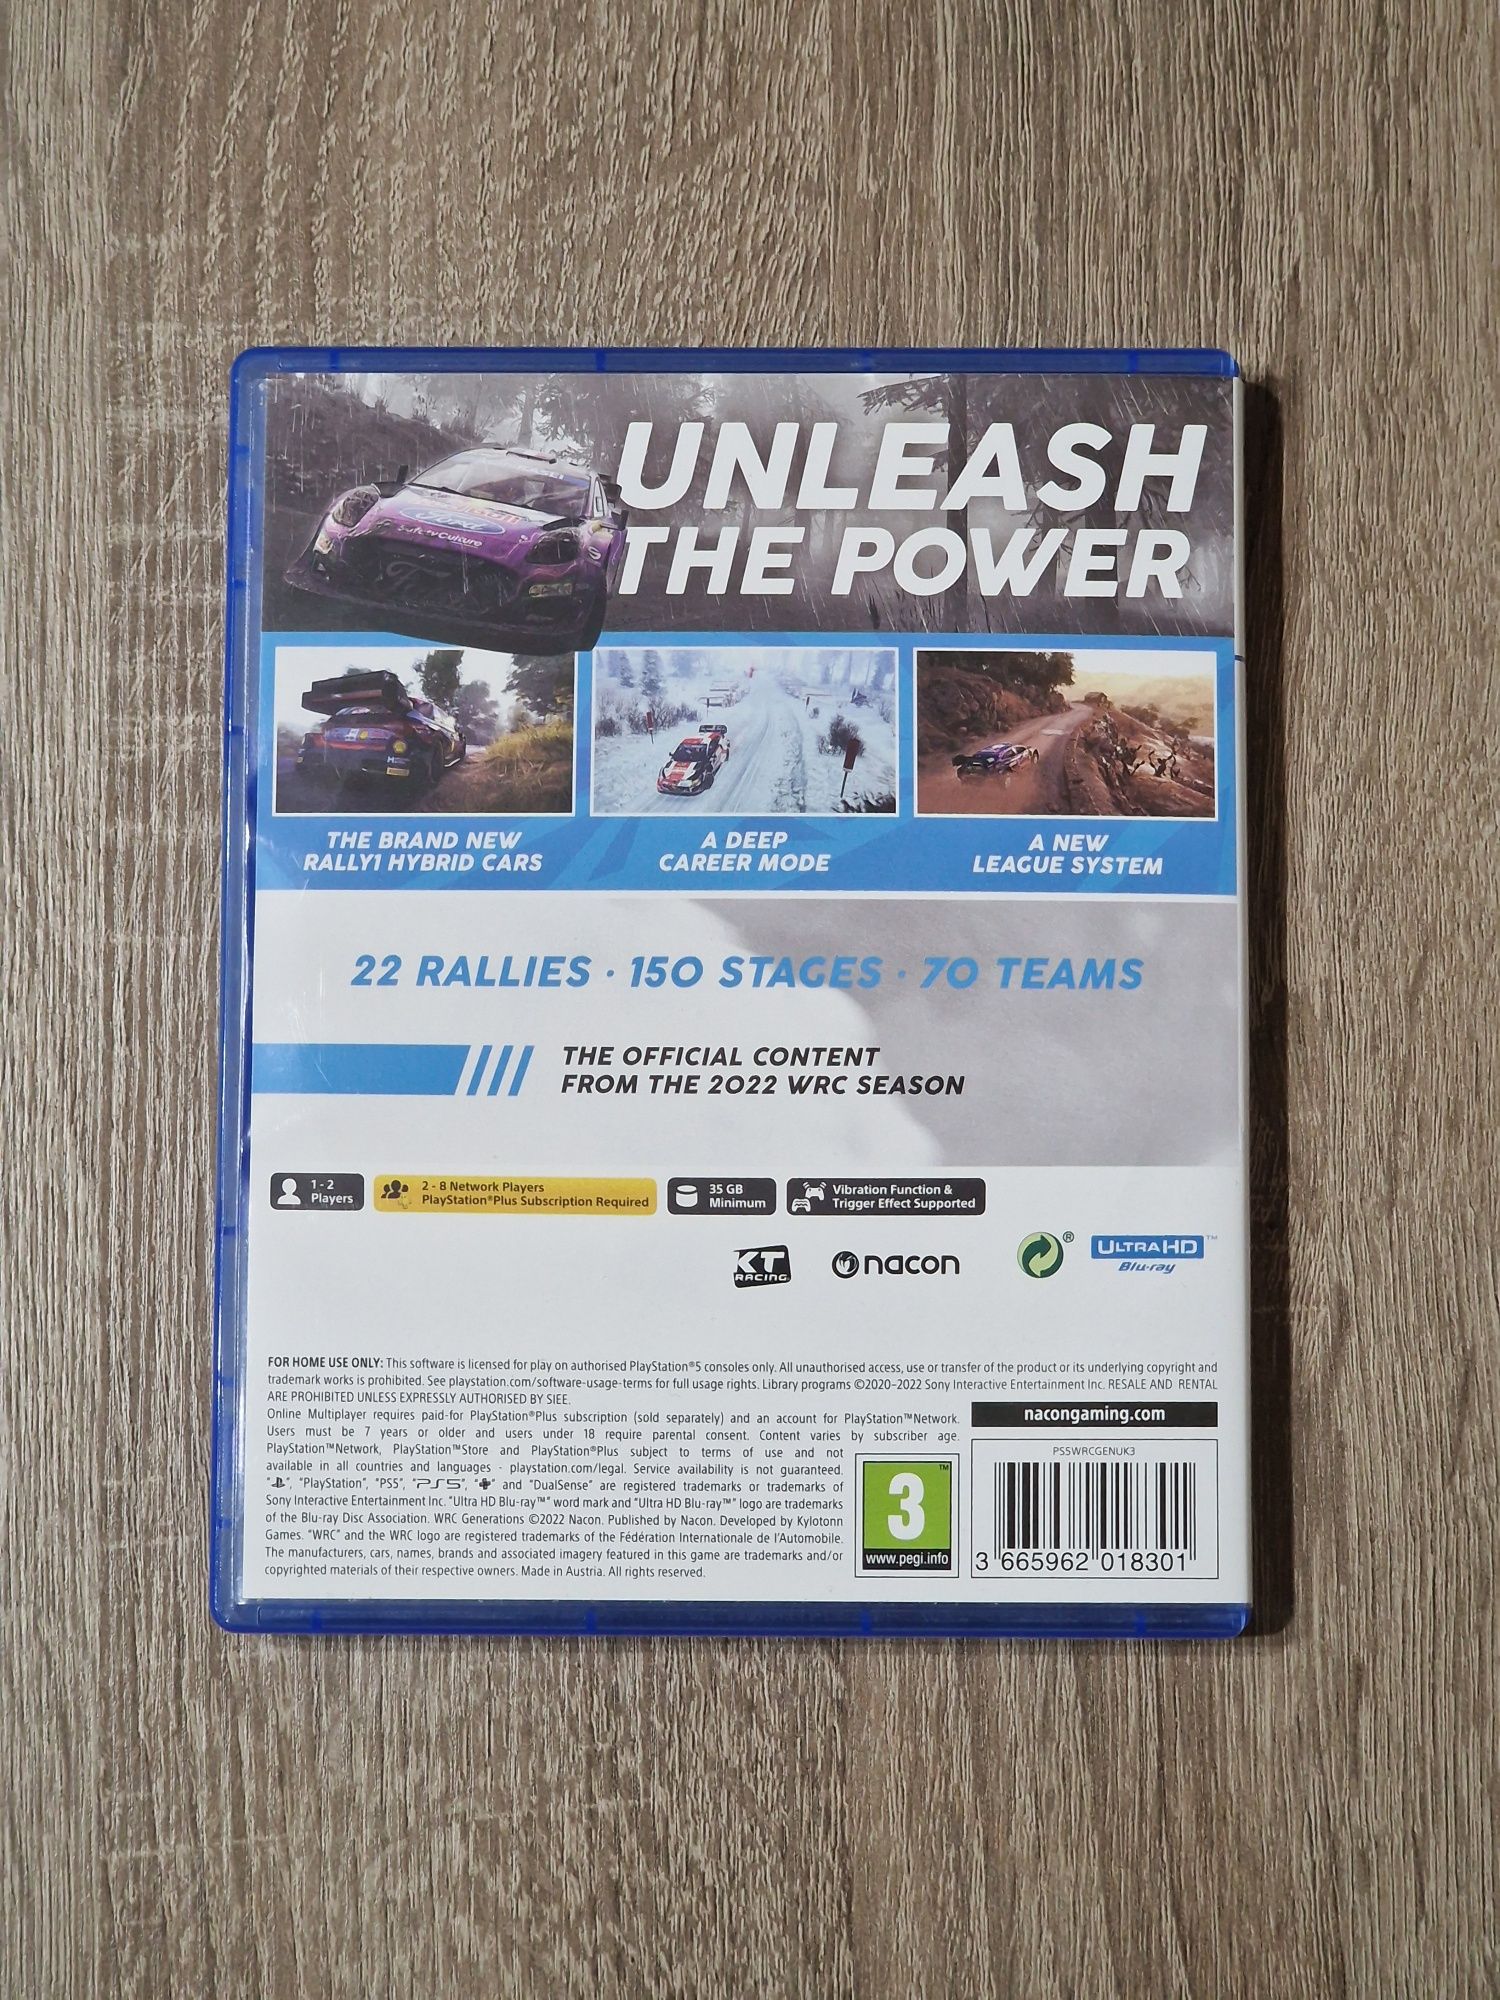 UNLEASH
THE POWER
Ford
SafetyCulture
THE BRAND NEW
RALLY1 HYBRID CARS
A DEEP
CAREER MODE
A NEW
LEAGUE SYSTEM
22 RALLIES · 150 STAGES · 70 TEAMS
THE OFFICIAL CONTENT
FROM THE 2022 WRC SEASON
1 - 2
Players
2 - 8 Network Players
PlayStation®Plus Subscription Required
35 GB
Minimum
Vibration Function &
Trigger Effect Supported
KT
RACING
nacon
®
ULTRA HD™
Blu-ray
FOR HOME USE ONLY: This software is licensed for play on authorised PlayStation®5 consoles only. All unauthorised access, use or transfer of the product or its underlying copyright and
trademark works is prohibited. See playstation.com/software-usage-terms for full usage rights. Library programs ©2020–2022 Sony Interactive Entertainment Inc. RESALE AND RENTAL
ARE PROHIBITED UNLESS EXPRESSLY AUTHORISED BY SIEE.
Online Multiplayer requires paid-for PlayStation®Plus subscription (sold separately) and an account for PlayStation™Network.
Users must be 7 years or older and users under 18 require parental consent. Content varies by subscriber age.
PlayStation™Network, PlayStation™Store and PlayStation®Plus subject to terms of use and not
available in all countries and languages - playstation.com/legal. Service availability is not guaranteed.
"", "PlayStation", "PS5", "PS5", "" and "DualSense" are registered trademarks or trademarks of
Sony Interactive Entertainment Inc. "Ultra HD Blu-ray™" word mark and "Ultra HD Blu-ray™" logo are trademarks
of the Blu-ray Disc Association. WRC Generations ©2022 Nacon. Published by Nacon. Developed by Kylotonn
Games. "WRC" and the WRC logo are registered trademarks of the Fédération Internationale de l'Automobile.
The manufacturers, cars, names, brands and associated imagery featured in this game are trademarks and/or
copyrighted materials of their respective owners. Made in Austria. All rights reserved.
nacongaming.com
PS5WRCGENUK3
3 ™
www.pegi.info
3 665962 018301